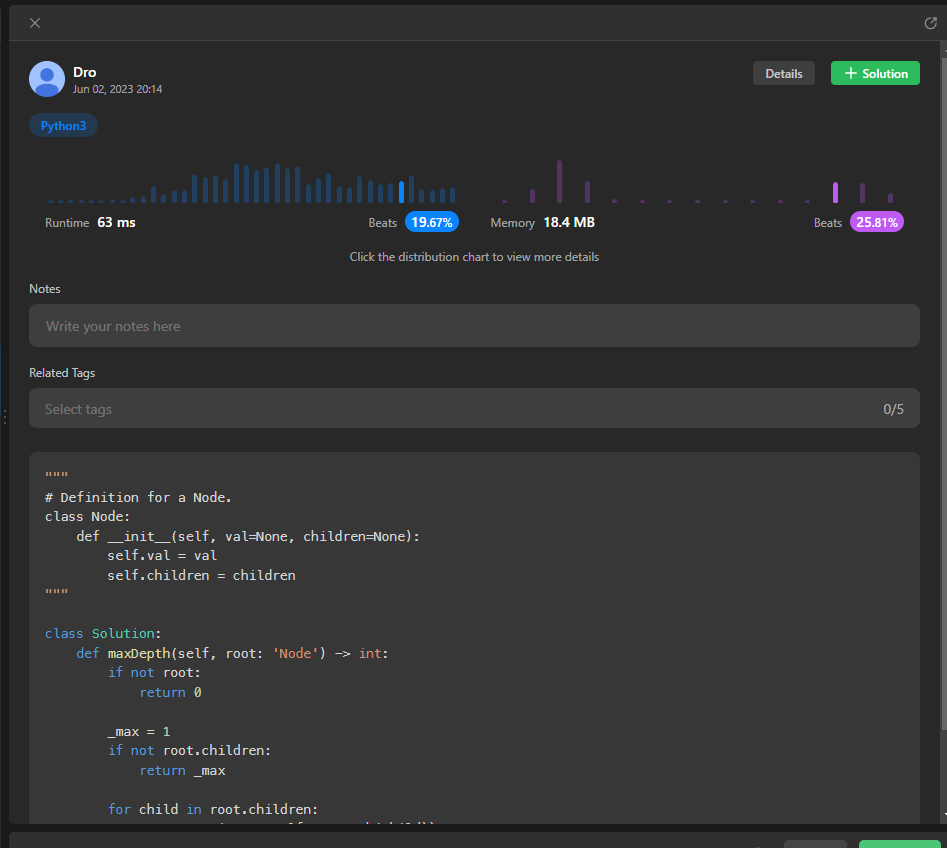 Dro
Jun 02, 2023 20:14
Details
+ Solution
Python3
Runtime 63 ms
Beats 19.67%
Memory 18.4 MB
Beats 25.81%
Click the distribution chart to view more details
Notes
Write your notes here
Related Tags
Select tags
0/5
"""
# Definition for a Node.
class Node:
    def __init__(self, val=None, children=None):
        self.val = val
        self.children = children
"""
class Solution:
    def maxDepth(self, root: 'Node') -> int:
        if not root:
            return 0
        _max = 1
        if not root.children:
            return _max
        for child in root.children: